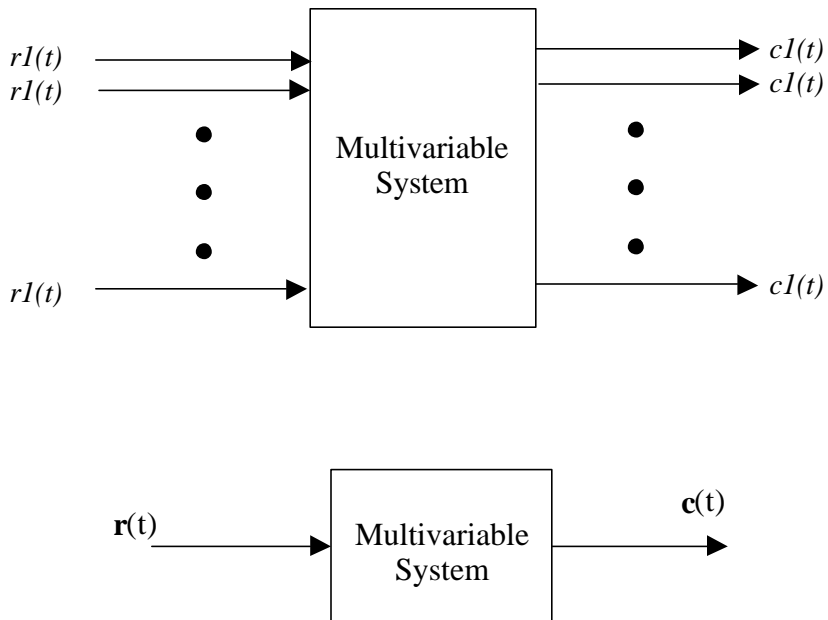 r1(t)
c1(t)
r1(t)
c1(t)
Multivariable
System
r1(t)
c1(t)
r(t)
c(t)
Multivariable
System